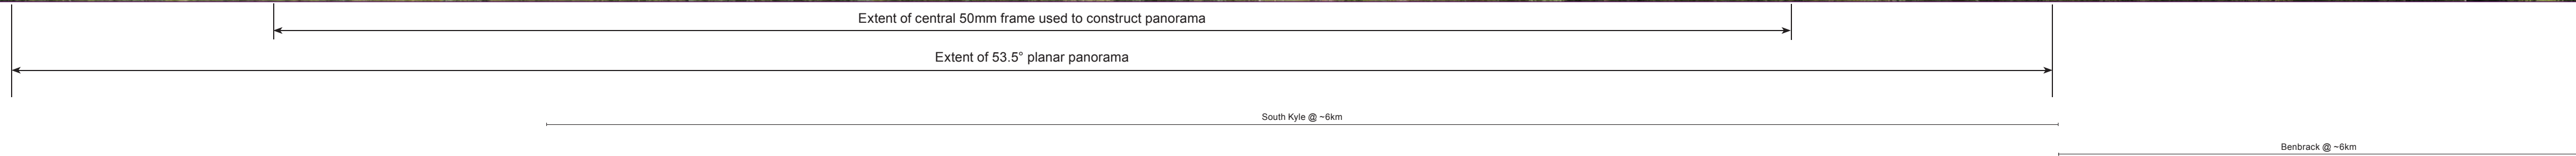 Extent of central 50mm frame used to construct panorama
Extent of 53.5° planar panorama
South Kyle @ ~6km
Benbrack @ ~6km